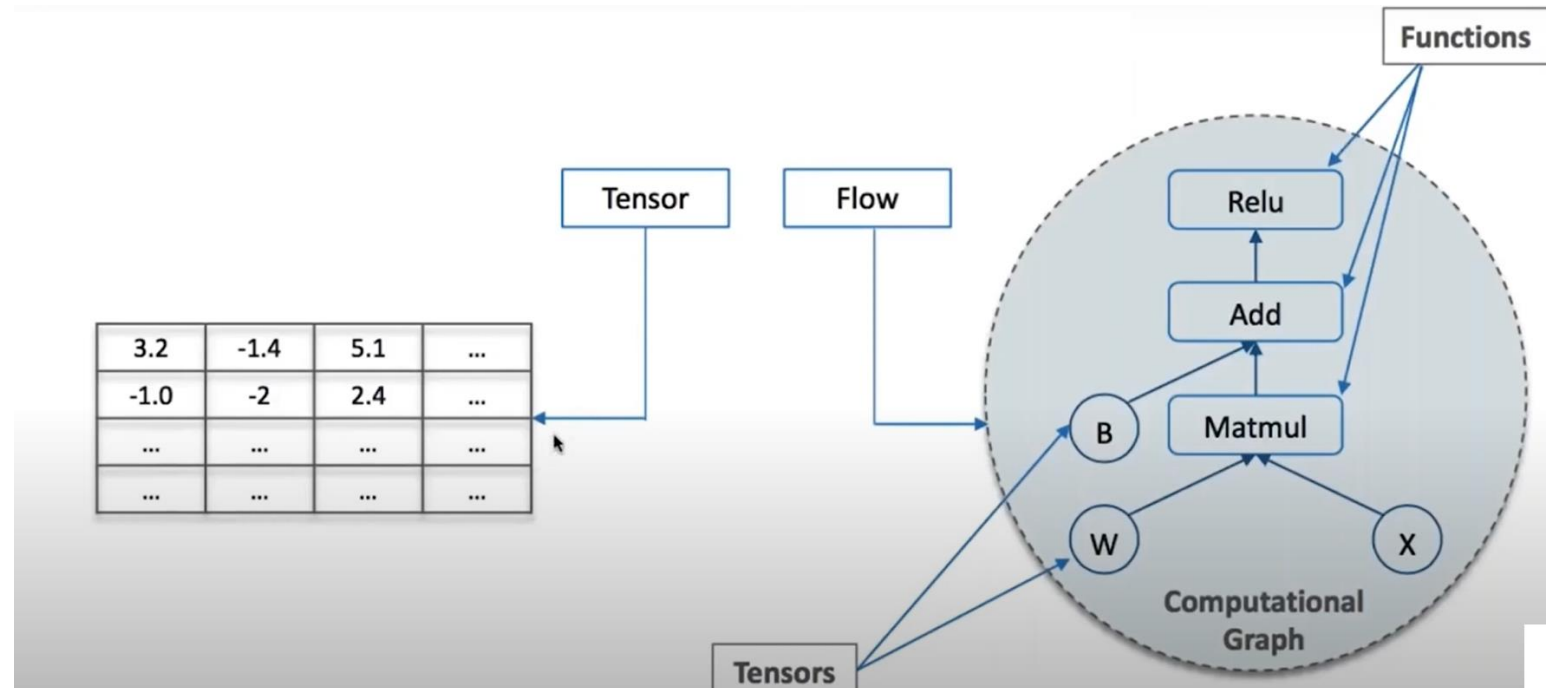 Functions
Tensor
Flow
Relu
Add
3.2 -1.4 5.1 ...
-1.0 -2 2.4 ...
... ... ... ...
... ... ... ...
B
Matmul
W
X
Computational
Graph
Tensors